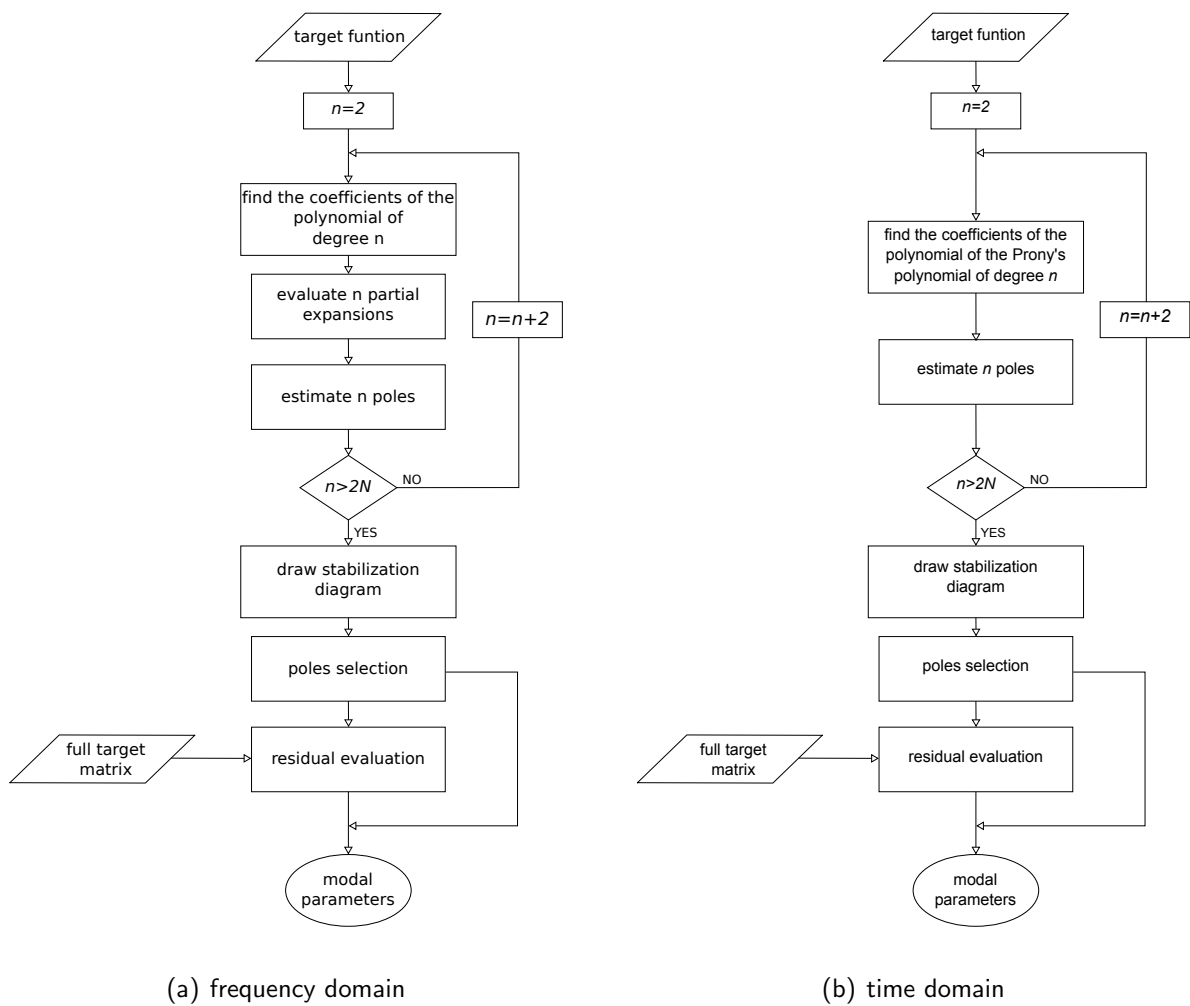 target funtion
n=2
find the coefficients of the
polynomial of
degree n
evaluate n partial
expansions
n=n+2
estimate n poles
n>2N
NO
YES
draw stabilization
diagram
poles selection
full target
matrix
residual evaluation
modal
parameters
(a) frequency domain
target funtion
n=2
find the coefficients of the
polynomial of the Prony's
polynomial of degree n
n=n+2
estimate n poles
n>2N
NO
YES
draw stabilization
diagram
poles selection
full target
matrix
residual evaluation
modal
parameters
(b) time domain